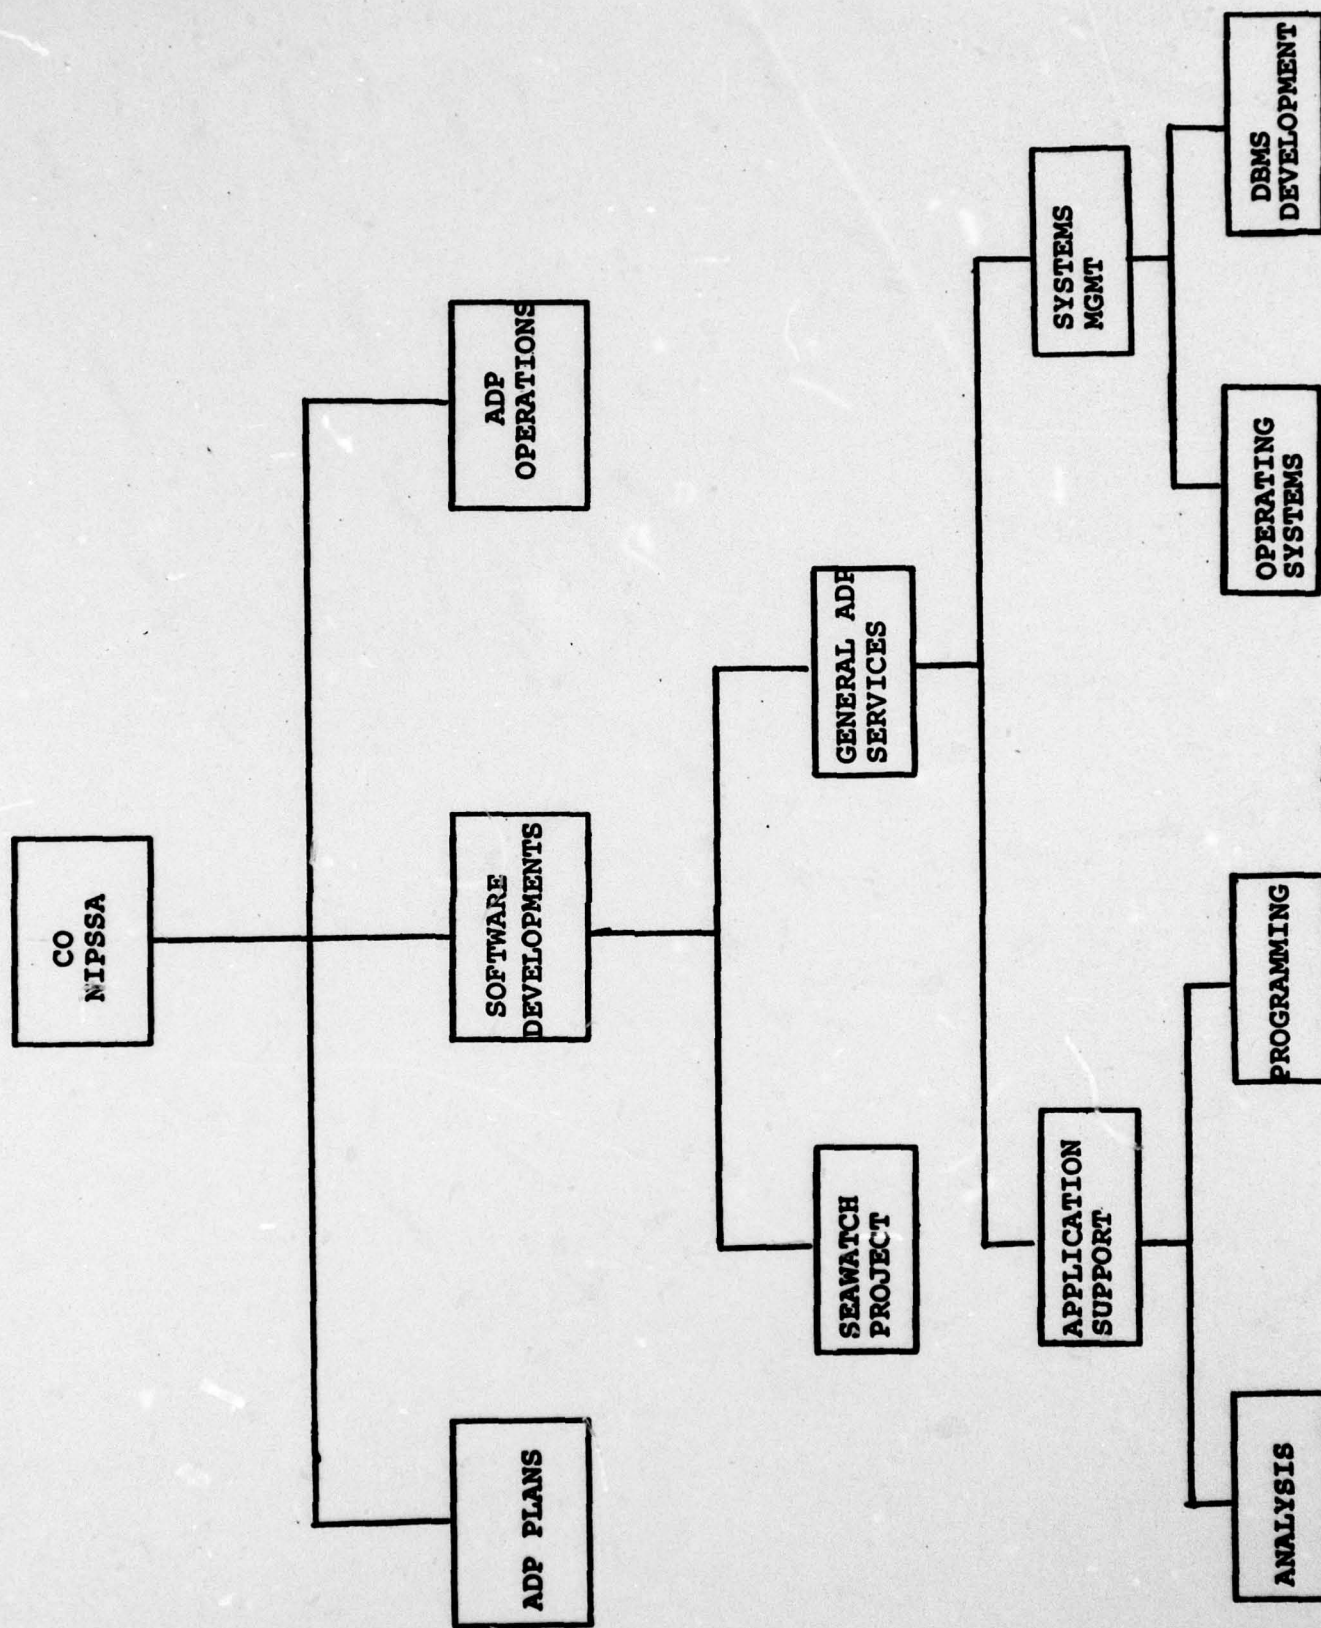 CO
NIPSSA
ADP PLANS
SOFTWARE
DEVELOPMENTS
ADP
OPERATIONS
SEAWATCH
PROJECT
GENERAL ADP
SERVICES
APPLICATION
SUPPORT
SYSTEMS
MGMT
ANALYSIS
PROGRAMMING
OPERATING
SYSTEMS
DBMS
DEVELOPMENT